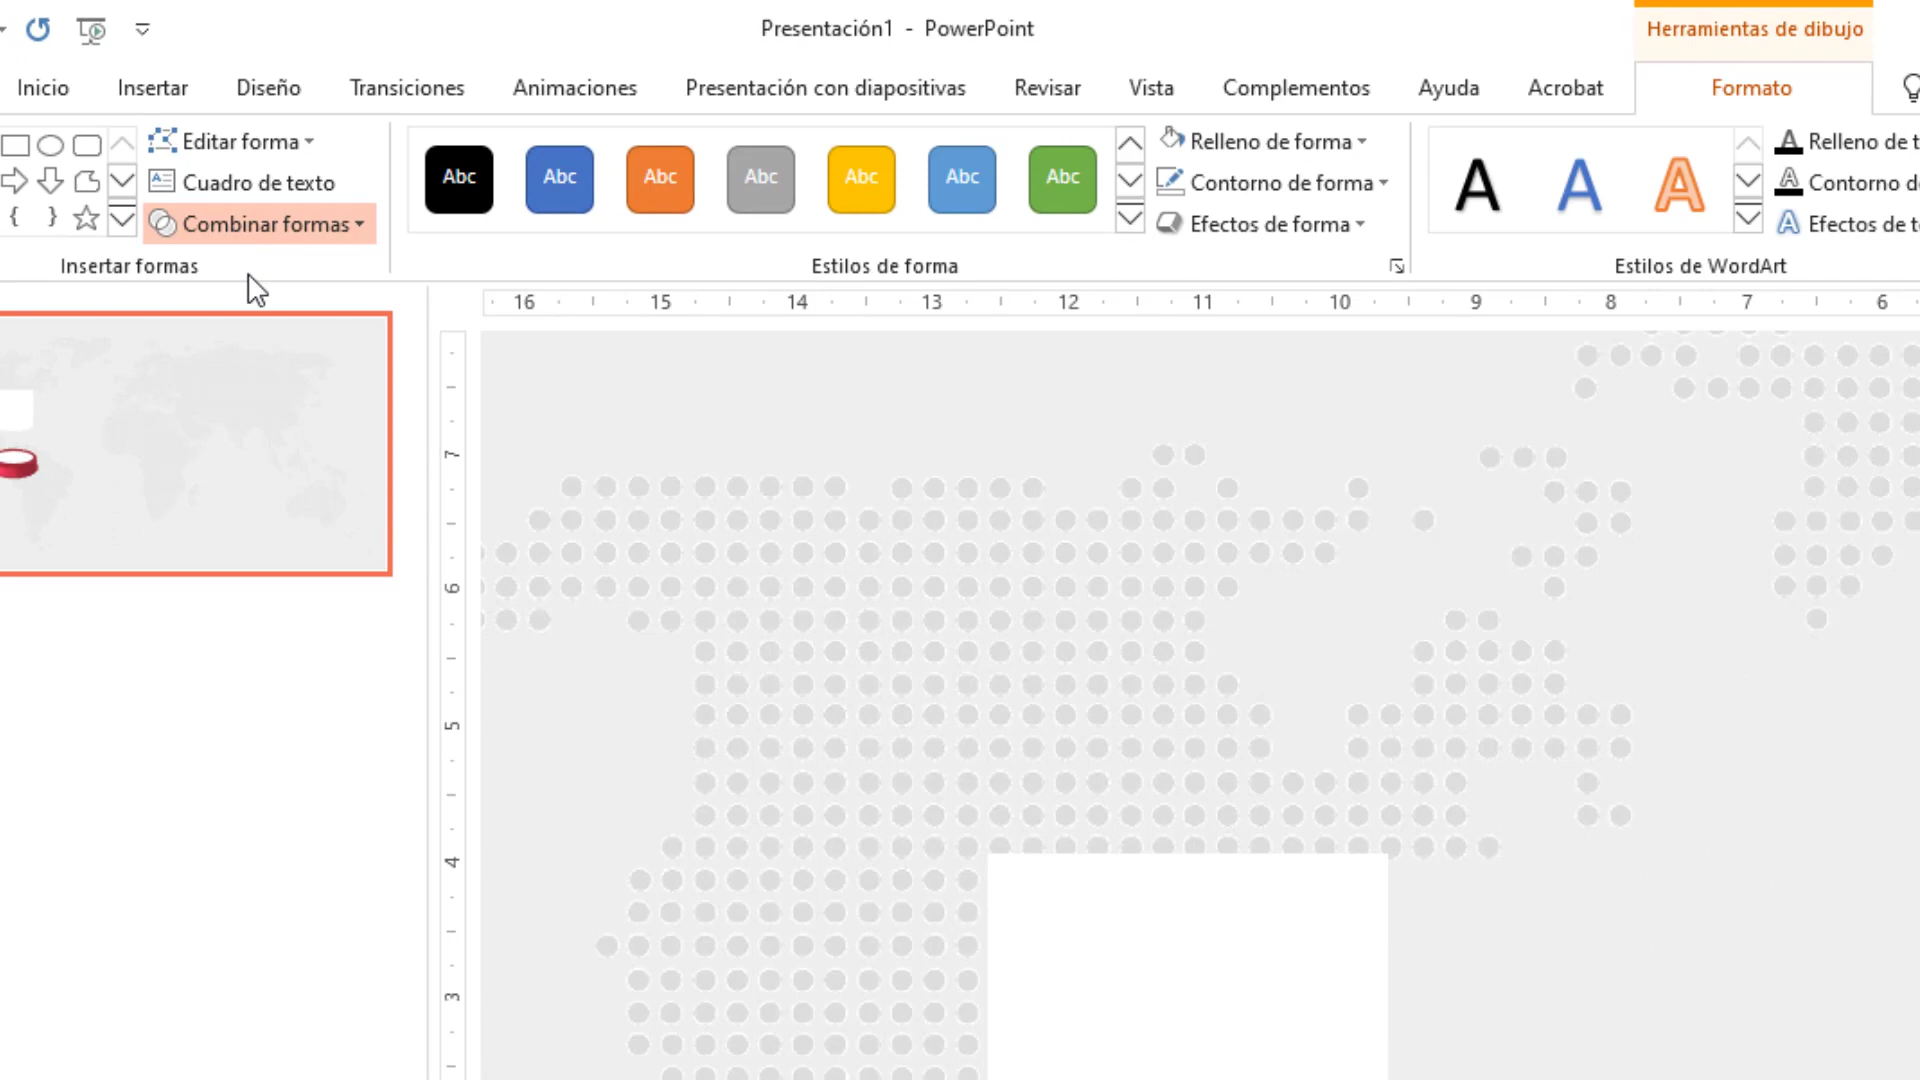 Presentación1 - PowerPoint
Herramientas de dibujo
Inicio Insertar Diseño Transiciones Animaciones Presentación con diapositivas Revisar Vista Complementos Ayuda Acrobat Formato
Editar forma
Cuadro de texto
Combinar formas
Insertar formas
Abc Abc Abc Abc Abc Abc Abc
Relleno de forma
Contorno de forma
Efectos de forma
Estilos de forma
A A A
Relleno de t
Contorno d
Efectos de t
Estilos de WordArt
16 15 14 13 12 11 10 9 8 7 6
7
6
5
4
3